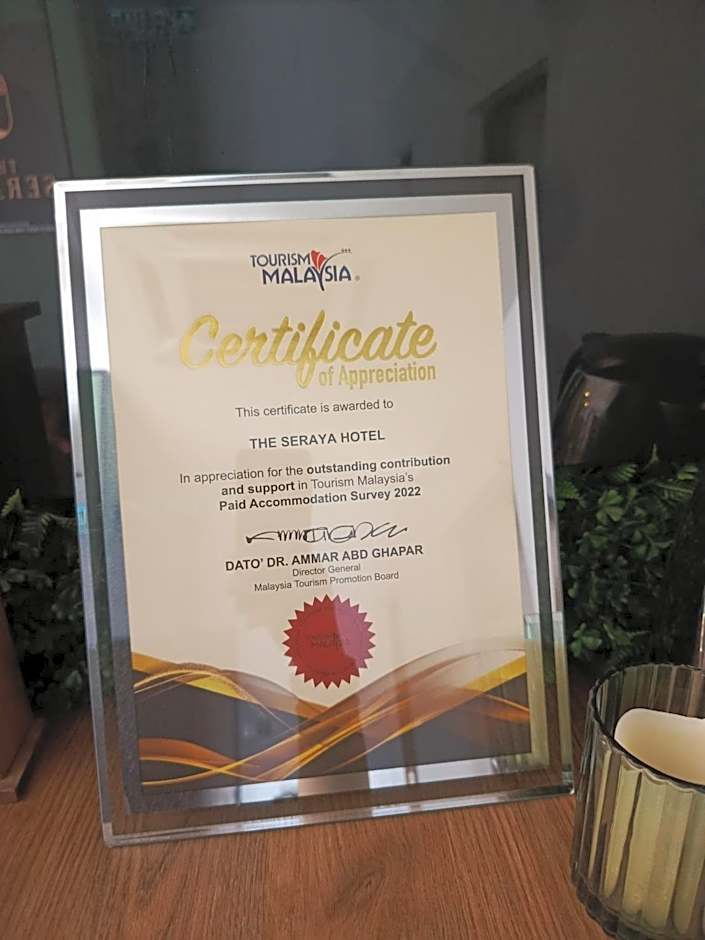 TOURISM
MALAYSIA
Certificate
of Appreciation
This certificate is awarded to
THE SERAYA HOTEL
In appreciation for the outstanding contribution
and support in Tourism Malaysia's
Paid Accommodation Survey 2022
DATO' DR. AMMAR ABD GHAPAR
Director General
Malaysia Tourism Promotion Board